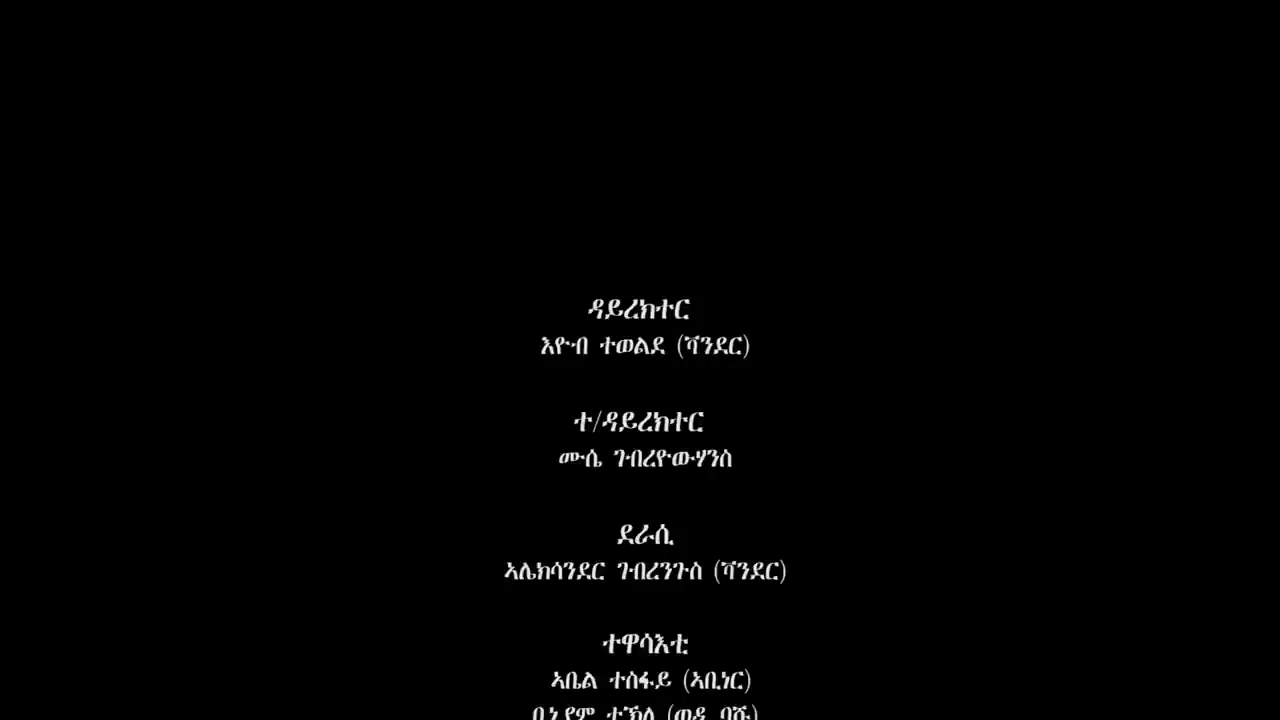 ዳይረክተር
እዮብ ተወልደ (ሻንደር)
ተ/ዳይረክተር
ሙሴ ገብረዮውሃንስ
ደራሲ
ኣሌክሳንደር ገብረንጉስ (ሻንደር)
ተዋሳእቲ
ኣቤል ተስፋይ (ኣቢነር)